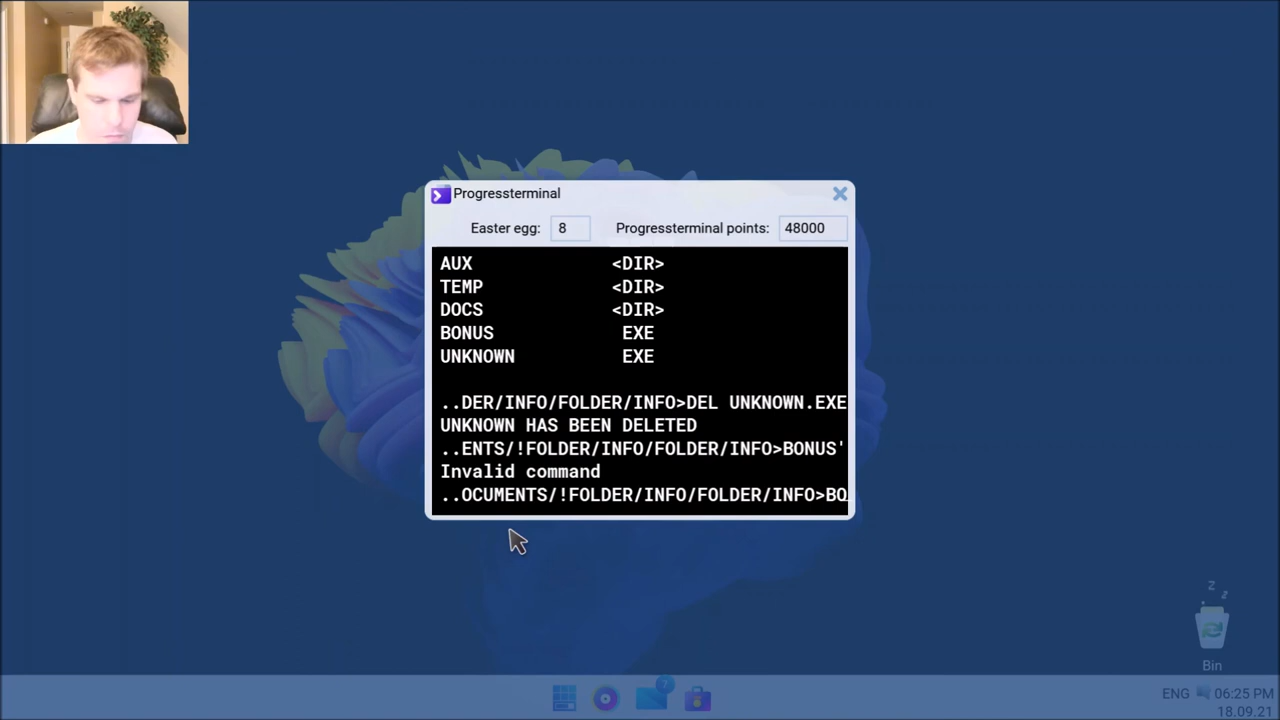 Progressterminal
Easter egg: 8 Progressterminal points: 48000
AUX <DIR>
TEMP <DIR>
DOCS <DIR>
BONUS EXE
UNKNOWN EXE
..DER/INFO/FOLDER/INFO>DEL UNKNOWN.EXE
UNKNOWN HAS BEEN DELETED
..ENTS/!FOLDER/INFO/FOLDER/INFO>BONUS'
Invalid command
..OCUMENTS/!FOLDER/INFO/FOLDER/INFO>BO
z
z
Bin
?
ENG 06:25 PM
18.09.21